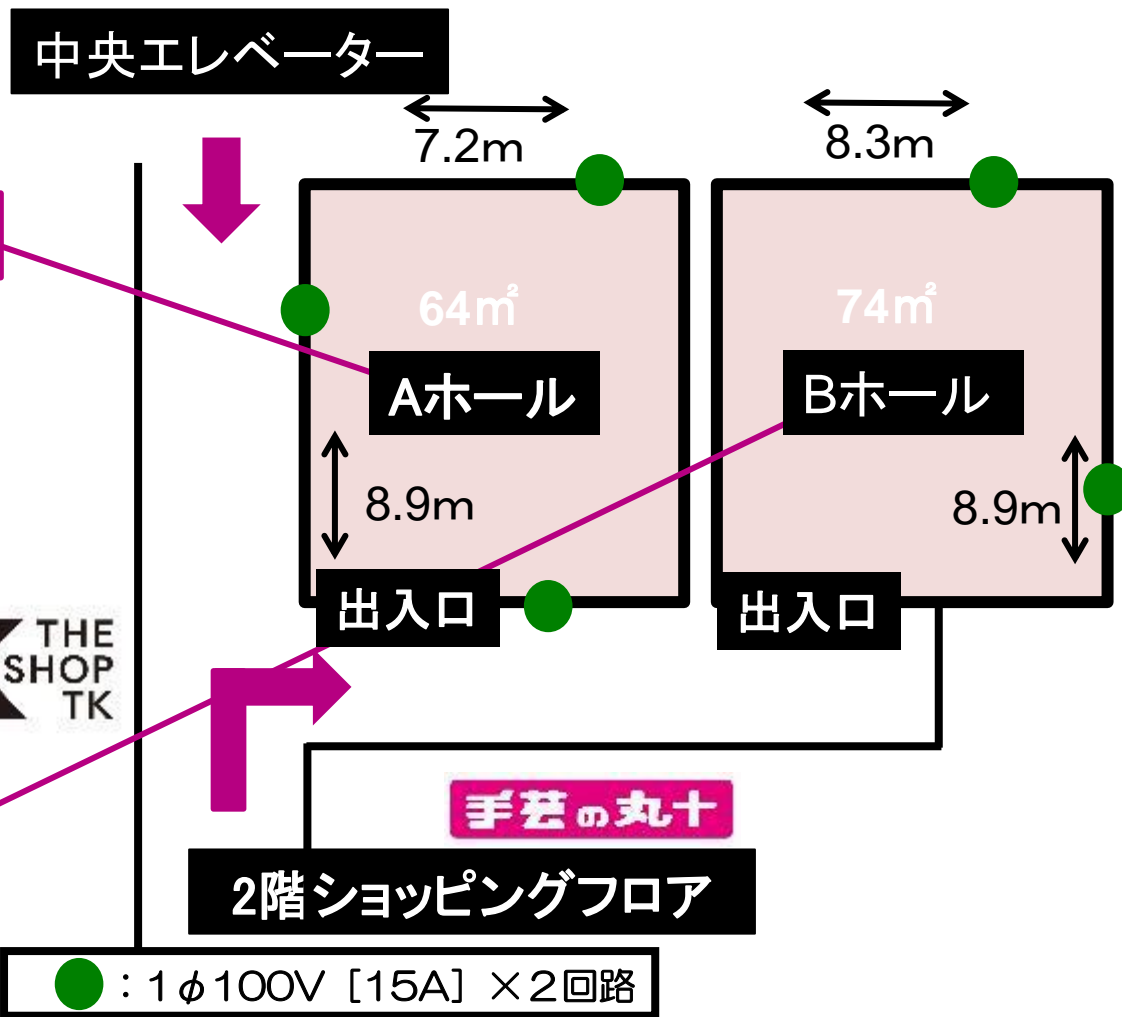 中央エレベーター
7.2m
8.3m
64㎡
74㎡
Aホール
Bホール
8.9m
8.9m
出入口
出入口
THE
SHOP
TK
手芸の丸十
2階ショッピングフロア
：1φ100V［15A］×2回路